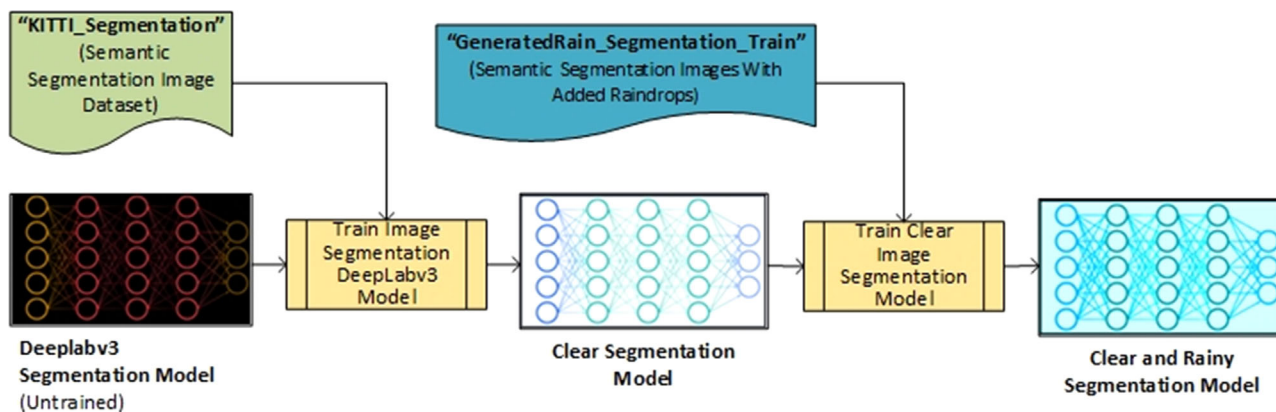 “KITTI_Segmentation”
(Semantic
Segmentation Image
Dataset)
“GeneratedRain_Segmentation_Train”
(Semantic Segmentation Images With
Added Raindrops)
Train Image
Segmentation
DeepLabv3
Model
Train Clear
Image
Segmentation
Model
Deeplabv3
Segmentation Model
(Untrained)
Clear Segmentation
Model
Clear and Rainy
Segmentation Model